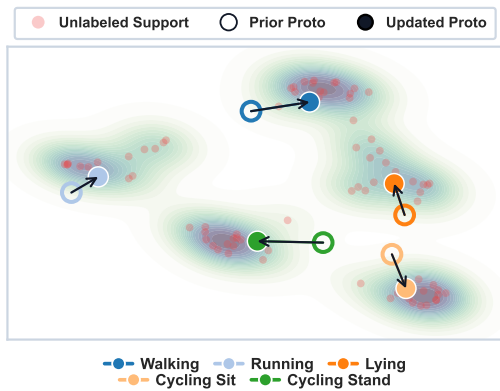 Unlabeled Support Prior Proto Updated Proto
Walking Running Lying
Cycling Sit Cycling Stand